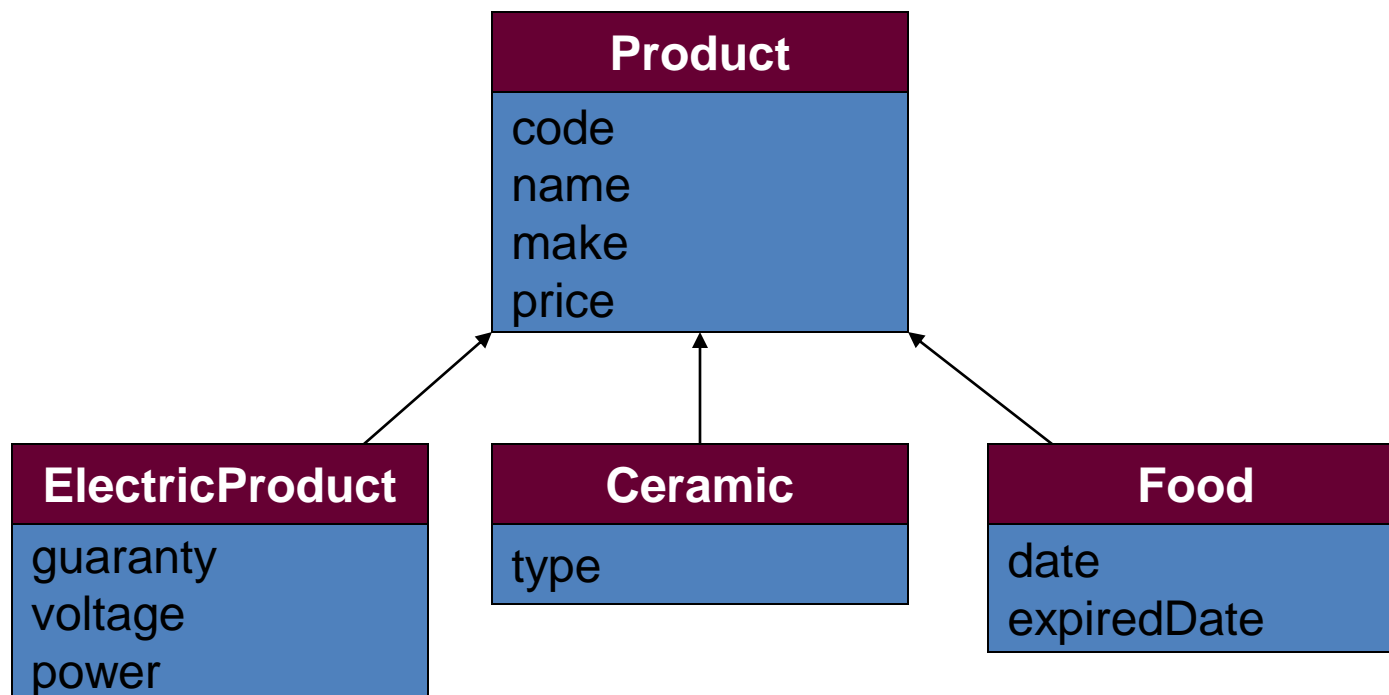 Product
code
name
make
price
ElectricProduct
guaranty
voltage
power
Ceramic
type
Food
date
expiredDate